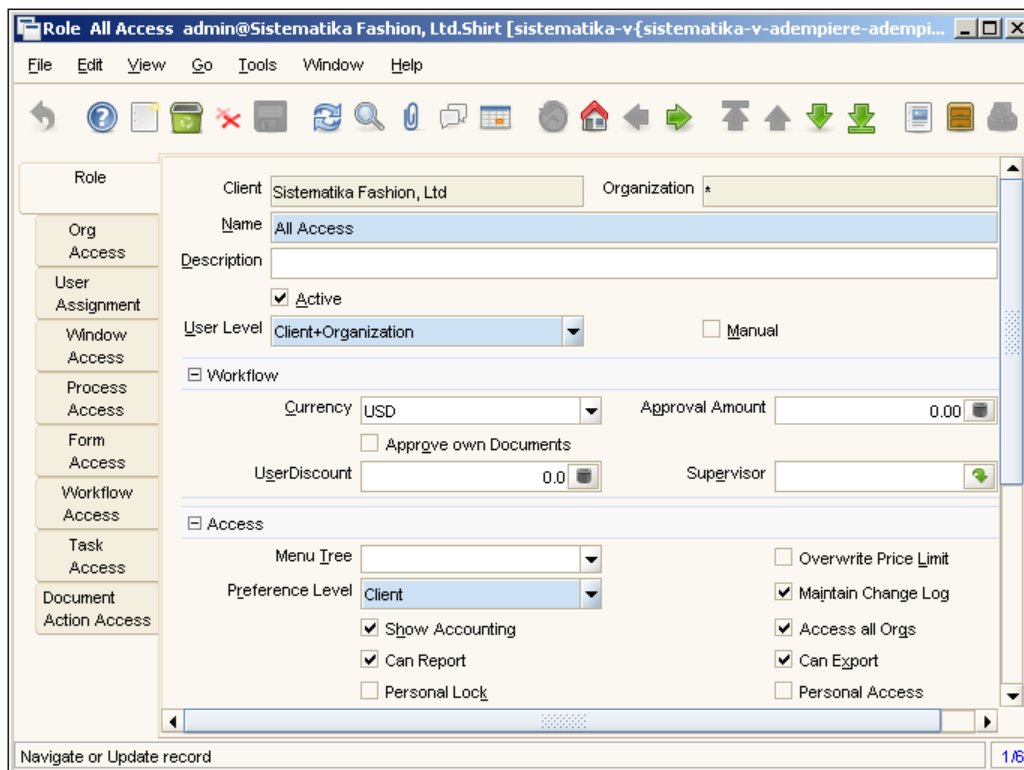 Role  All Access  admin@Sistematika Fashion, Ltd.Shirt [sistematika-v{sistematika-v-adempiere-adempi...
File Edit View Go Tools Window Help
Role
Org
Access
User
Assignment
Window
Access
Process
Access
Form
Access
Workflow
Access
Task
Access
Document
Action Access
Client Sistematika Fashion, Ltd Organization *
Name All Access
Description
Active
User Level Client+Organization Manual
Workflow
Currency USD Approval Amount 0.00
Approve own Documents
UserDiscount 0.0 Supervisor
Access
Menu Tree Overwrite Price Limit
Preference Level Client Maintain Change Log
Show Accounting Access all Orgs
Can Report Can Export
Personal Lock Personal Access
Navigate or Update record 1/6